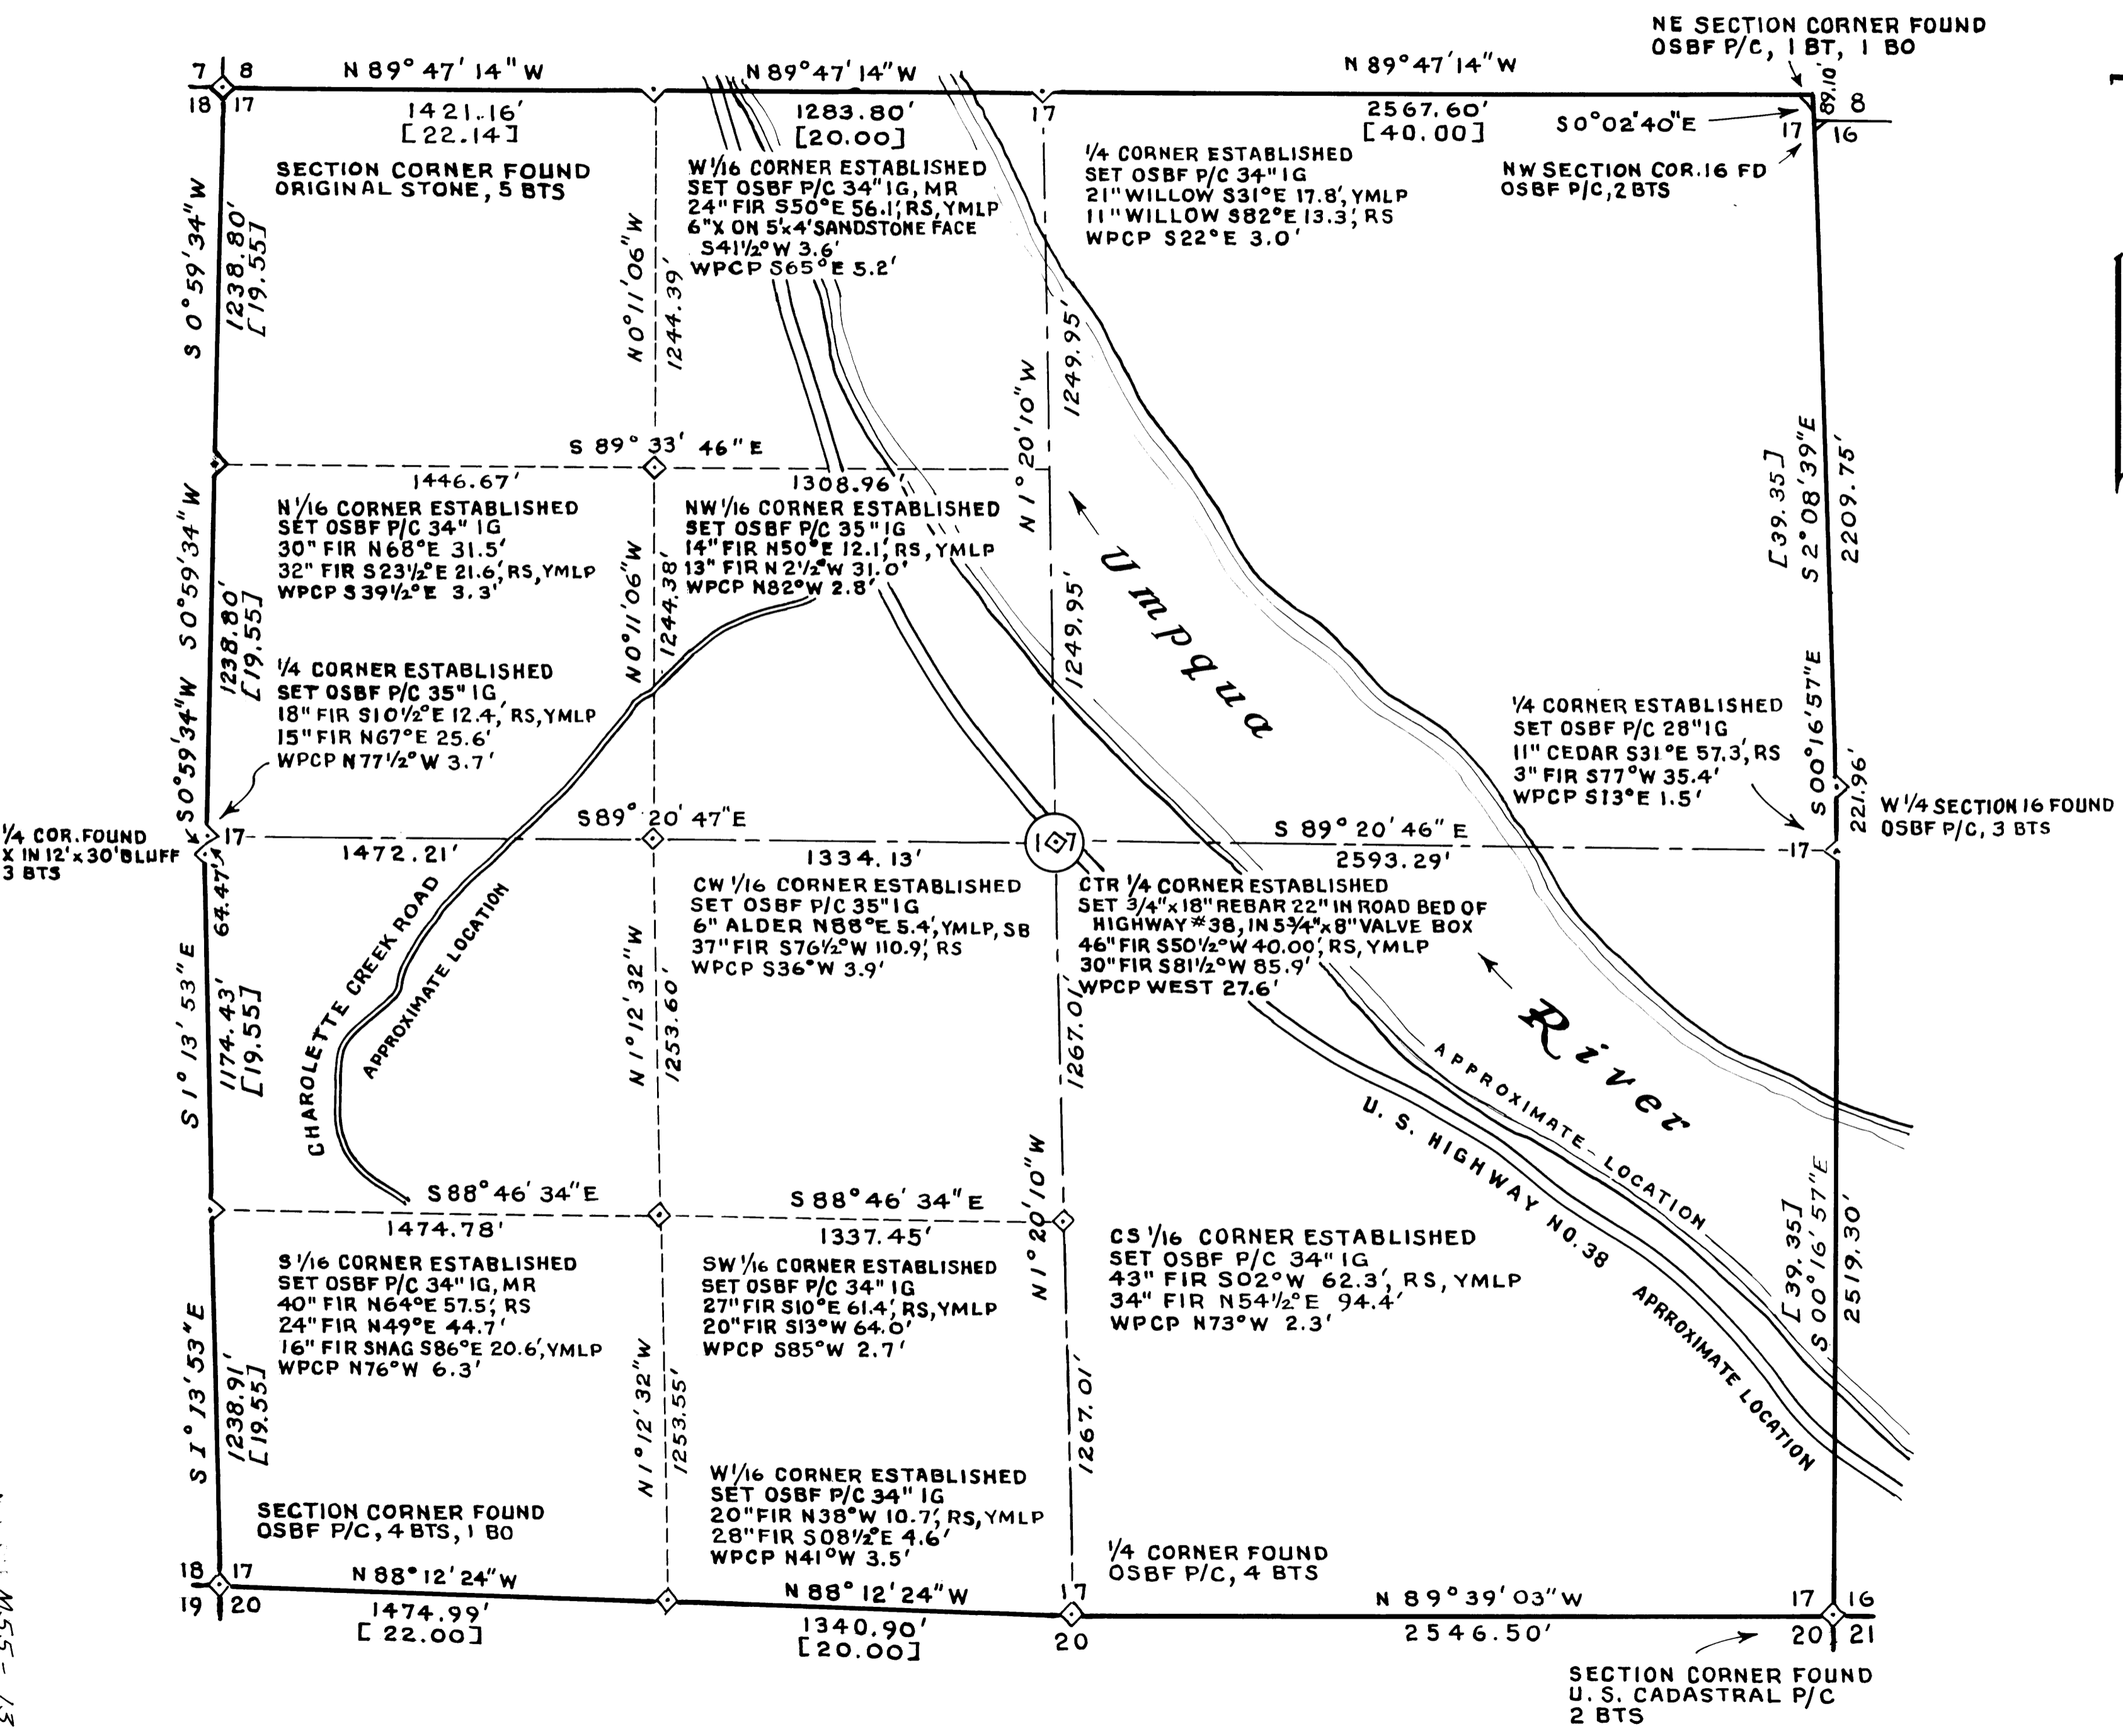 NE SECTION CORNER FOUND
OSBF P/C, 1 BT, 1 BO
7 8
18 17
N 89° 47' 14" W
1421.16'
[22.14]
N 89° 47' 14" W
1283.80'
[20.00]
17
N 89° 47' 14" W
2567.60'
[40.00]
S 0° 02' 40" E
89.10'
8
17 16
NW SECTION COR. 16 FD
OSBF P/C, 2 BTS
SECTION CORNER FOUND
ORIGINAL STONE, 5 BTS
W 1/16 CORNER ESTABLISHED
SET OSBF P/C 34" IG, MR
24" FIR S50°E 56.1', RS, YMLP
6"X ON 5'x4' SANDSTONE FACE
S41½°W 3.6'
WPCP S65°E 5.2'
1/4 CORNER ESTABLISHED
SET OSBF P/C 34" IG
21" WILLOW S31°E 17.8', YMLP
11" WILLOW S82°E 13.3', RS
WPCP S22°E 3.0'
S 0° 59' 34" W
1238.80'
[19.55]
N 0° 11' 06" W
1244.39'
N 1° 20' 10" W
1249.95'
[39.35]
S 2° 08' 39" E
2209.75'
S 89° 33' 46" E
1446.67'
1308.96'
N 1/16 CORNER ESTABLISHED
SET OSBF P/C 34" IG
30" FIR N68°E 31.5'
32" FIR S23½°E 21.6', RS, YMLP
WPCP S39½°E 3.3'
NW 1/16 CORNER ESTABLISHED
SET OSBF P/C 35" IG
14" FIR N50°E 12.1', RS, YMLP
13" FIR N2½°W 31.0'
WPCP N82°W 2.8'
S 0° 59' 34" W
1238.80'
[19.55]
N 0° 11' 06" W
1244.38'
1249.95'
Umpqua
1/4 CORNER ESTABLISHED
SET OSBF P/C 35" IG
18" FIR S10½°E 12.4', RS, YMLP
15" FIR N67°E 25.6'
WPCP N77½°W 3.7'
1/4 CORNER ESTABLISHED
SET OSBF P/C 28" IG
11" CEDAR S31°E 57.3', RS
3" FIR S77°W 35.4'
WPCP S13°E 1.5'
S 00° 16' 57" E
221.96'
W 1/4 SECTION 16 FOUND
OSBF P/C, 3 BTS
S 0° 59' 34" W
1/4 COR. FOUND
X IN 12' x 30' BLUFF
3 BTS
64.47'
17
S 89° 20' 47" E
1472.21'
1334.13'
17
S 89° 20' 46" E
2593.29'
17
CW 1/16 CORNER ESTABLISHED
SET OSBF P/C 35" IG
6" ALDER N88°E 5.4', YMLP, SB
37" FIR S76½°W 110.9', RS
WPCP S36°W 3.9'
CTR 1/4 CORNER ESTABLISHED
SET 3/4"x18" REBAR 22" IN ROAD BED OF
HIGHWAY #38, IN 5¾"x8" VALVE BOX
46" FIR S50½°W 40.00', RS, YMLP
30" FIR S81½°W 85.9'
WPCP WEST 27.6'
CHAROLETTE CREEK ROAD
APPROXIMATE LOCATION
S 1° 13' 53" E
1174.43'
[19.55]
N 1° 12' 32" W
1253.60'
1267.01'
River
APPROXIMATE - LOCATION
U. S. HIGHWAY NO. 38
APRROXIMATE LOCATION
S 88° 46' 34" E
1474.78'
S 88° 46' 34" E
1337.45'
N 1° 20' 10" W
[39.35]
S 00° 16' 57" E
2519.30'
S 1/16 CORNER ESTABLISHED
SET OSBF P/C 34" IG, MR
40" FIR N64°E 57.5', RS
24" FIR N49°E 44.7'
16" FIR SNAG S86°E 20.6', YMLP
WPCP N76°W 6.3'
SW 1/16 CORNER ESTABLISHED
SET OSBF P/C 34" IG
27" FIR S10°E 61.4', RS, YMLP
20" FIR S13°W 64.0'
WPCP S85°W 2.7'
CS 1/16 CORNER ESTABLISHED
SET OSBF P/C 34" IG
43" FIR S02°W 62.3', RS, YMLP
34" FIR N54½°E 94.4'
WPCP N73°W 2.3'
S 1° 13' 53" E
1238.91'
[19.55]
N 1° 12' 32" W
1253.55'
1267.01'
W 1/16 CORNER ESTABLISHED
SET OSBF P/C 34" IG
20" FIR N38°W 10.7', RS, YMLP
28" FIR S08½°E 4.6'
WPCP N41°W 3.5'
SECTION CORNER FOUND
OSBF P/C, 4 BTS, 1 BO
1/4 CORNER FOUND
OSBF P/C, 4 BTS
18 17
19 20
N 88° 12' 24" W
1474.99'
[22.00]
N 88° 12' 24" W
1340.90'
[20.00]
17
20
N 89° 39' 03" W
2546.50'
17 16
20 21
SECTION CORNER FOUND
U. S. CADASTRAL P/C
2 BTS